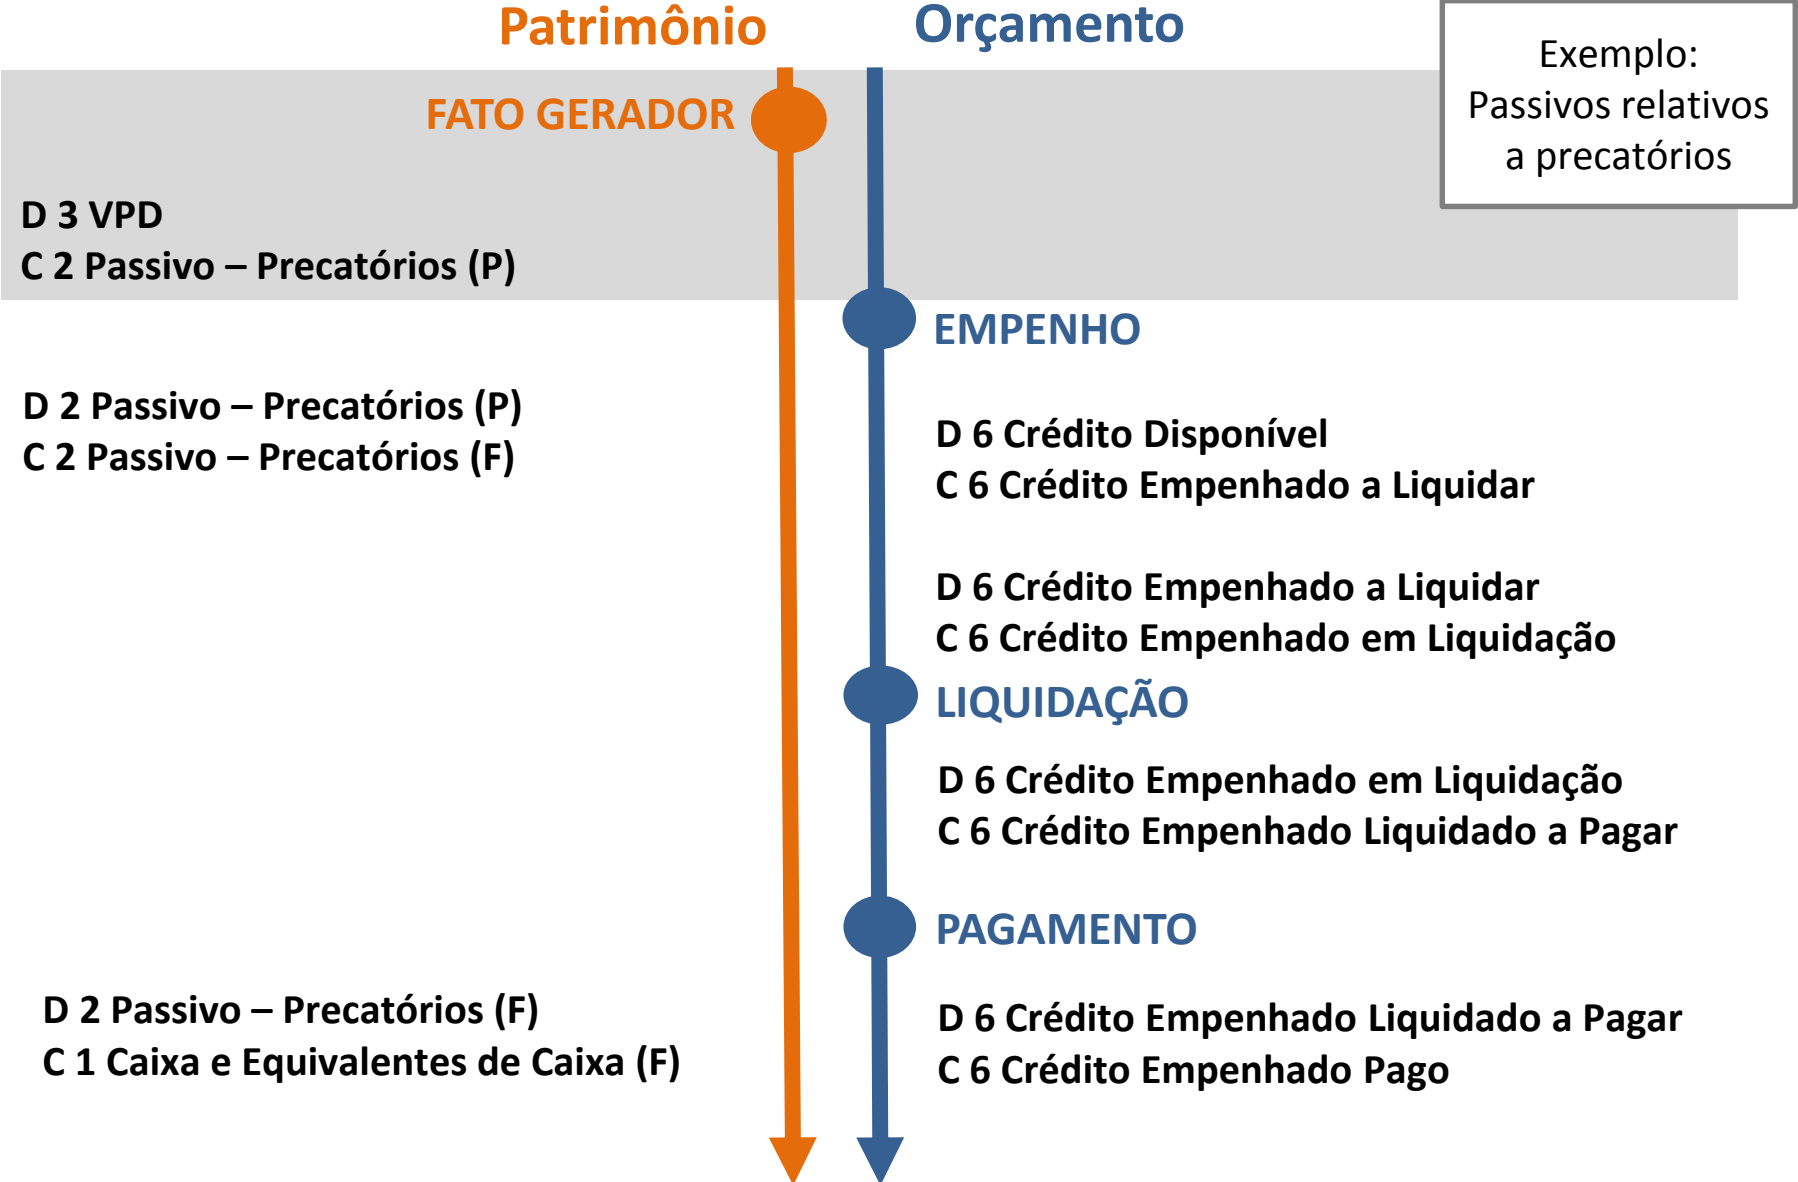 Patrimônio
Orçamento
Exemplo:
Passivos relativos
a precatórios
FATO GERADOR
D 3 VPD
C 2 Passivo – Precatórios (P)
EMPENHO
D 2 Passivo – Precatórios (P)
C 2 Passivo – Precatórios (F)
D 6 Crédito Disponível
C 6 Crédito Empenhado a Liquidar
D 6 Crédito Empenhado a Liquidar
C 6 Crédito Empenhado em Liquidação
LIQUIDAÇÃO
D 6 Crédito Empenhado em Liquidação
C 6 Crédito Empenhado Liquidado a Pagar
PAGAMENTO
D 2 Passivo – Precatórios (F)
C 1 Caixa e Equivalentes de Caixa (F)
D 6 Crédito Empenhado Liquidado a Pagar
C 6 Crédito Empenhado Pago